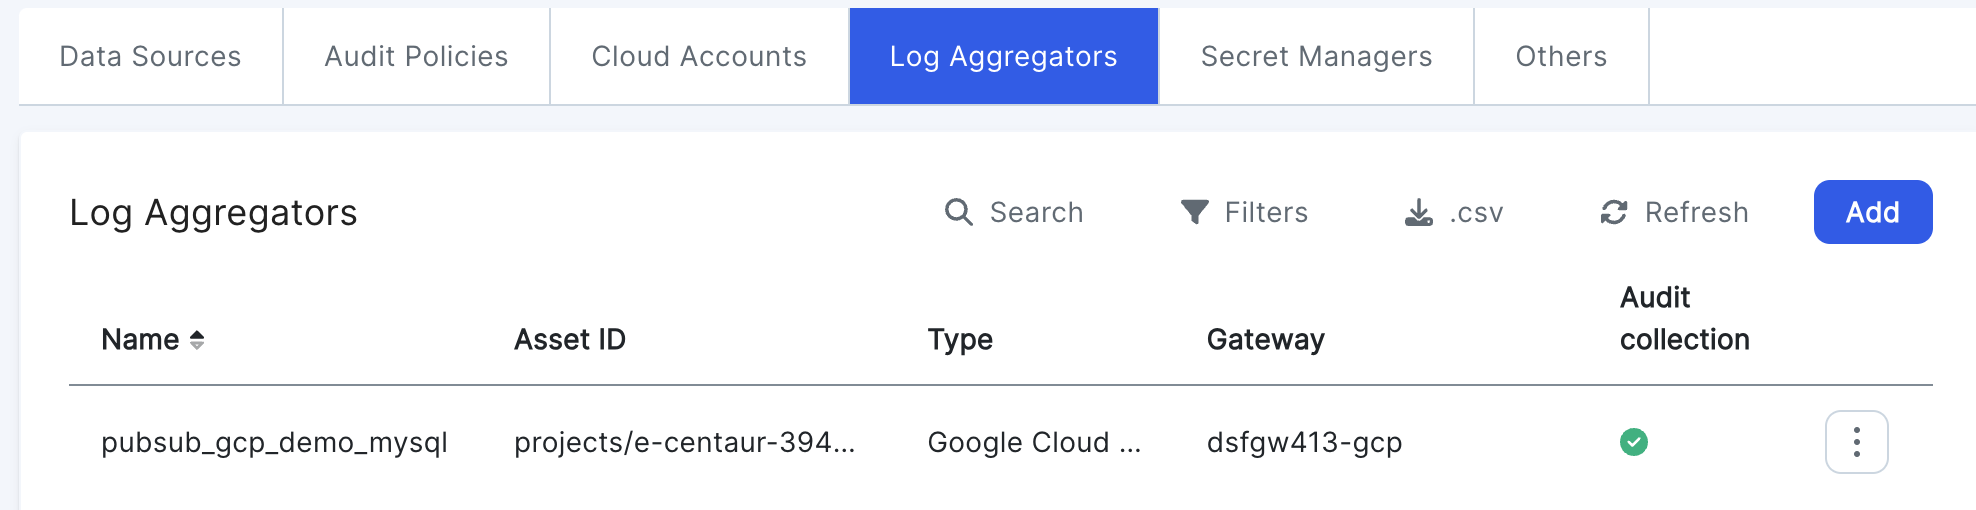 Data Sources Audit Policies Cloud Accounts Log Aggregators Secret Managers Others
Log Aggregators Search Filters .csv Refresh Add
Name Asset ID Type Gateway Audit collection
pubsub_gcp_demo_mysql projects/e-centaur-394... Google Cloud ... dsfgw413-gcp